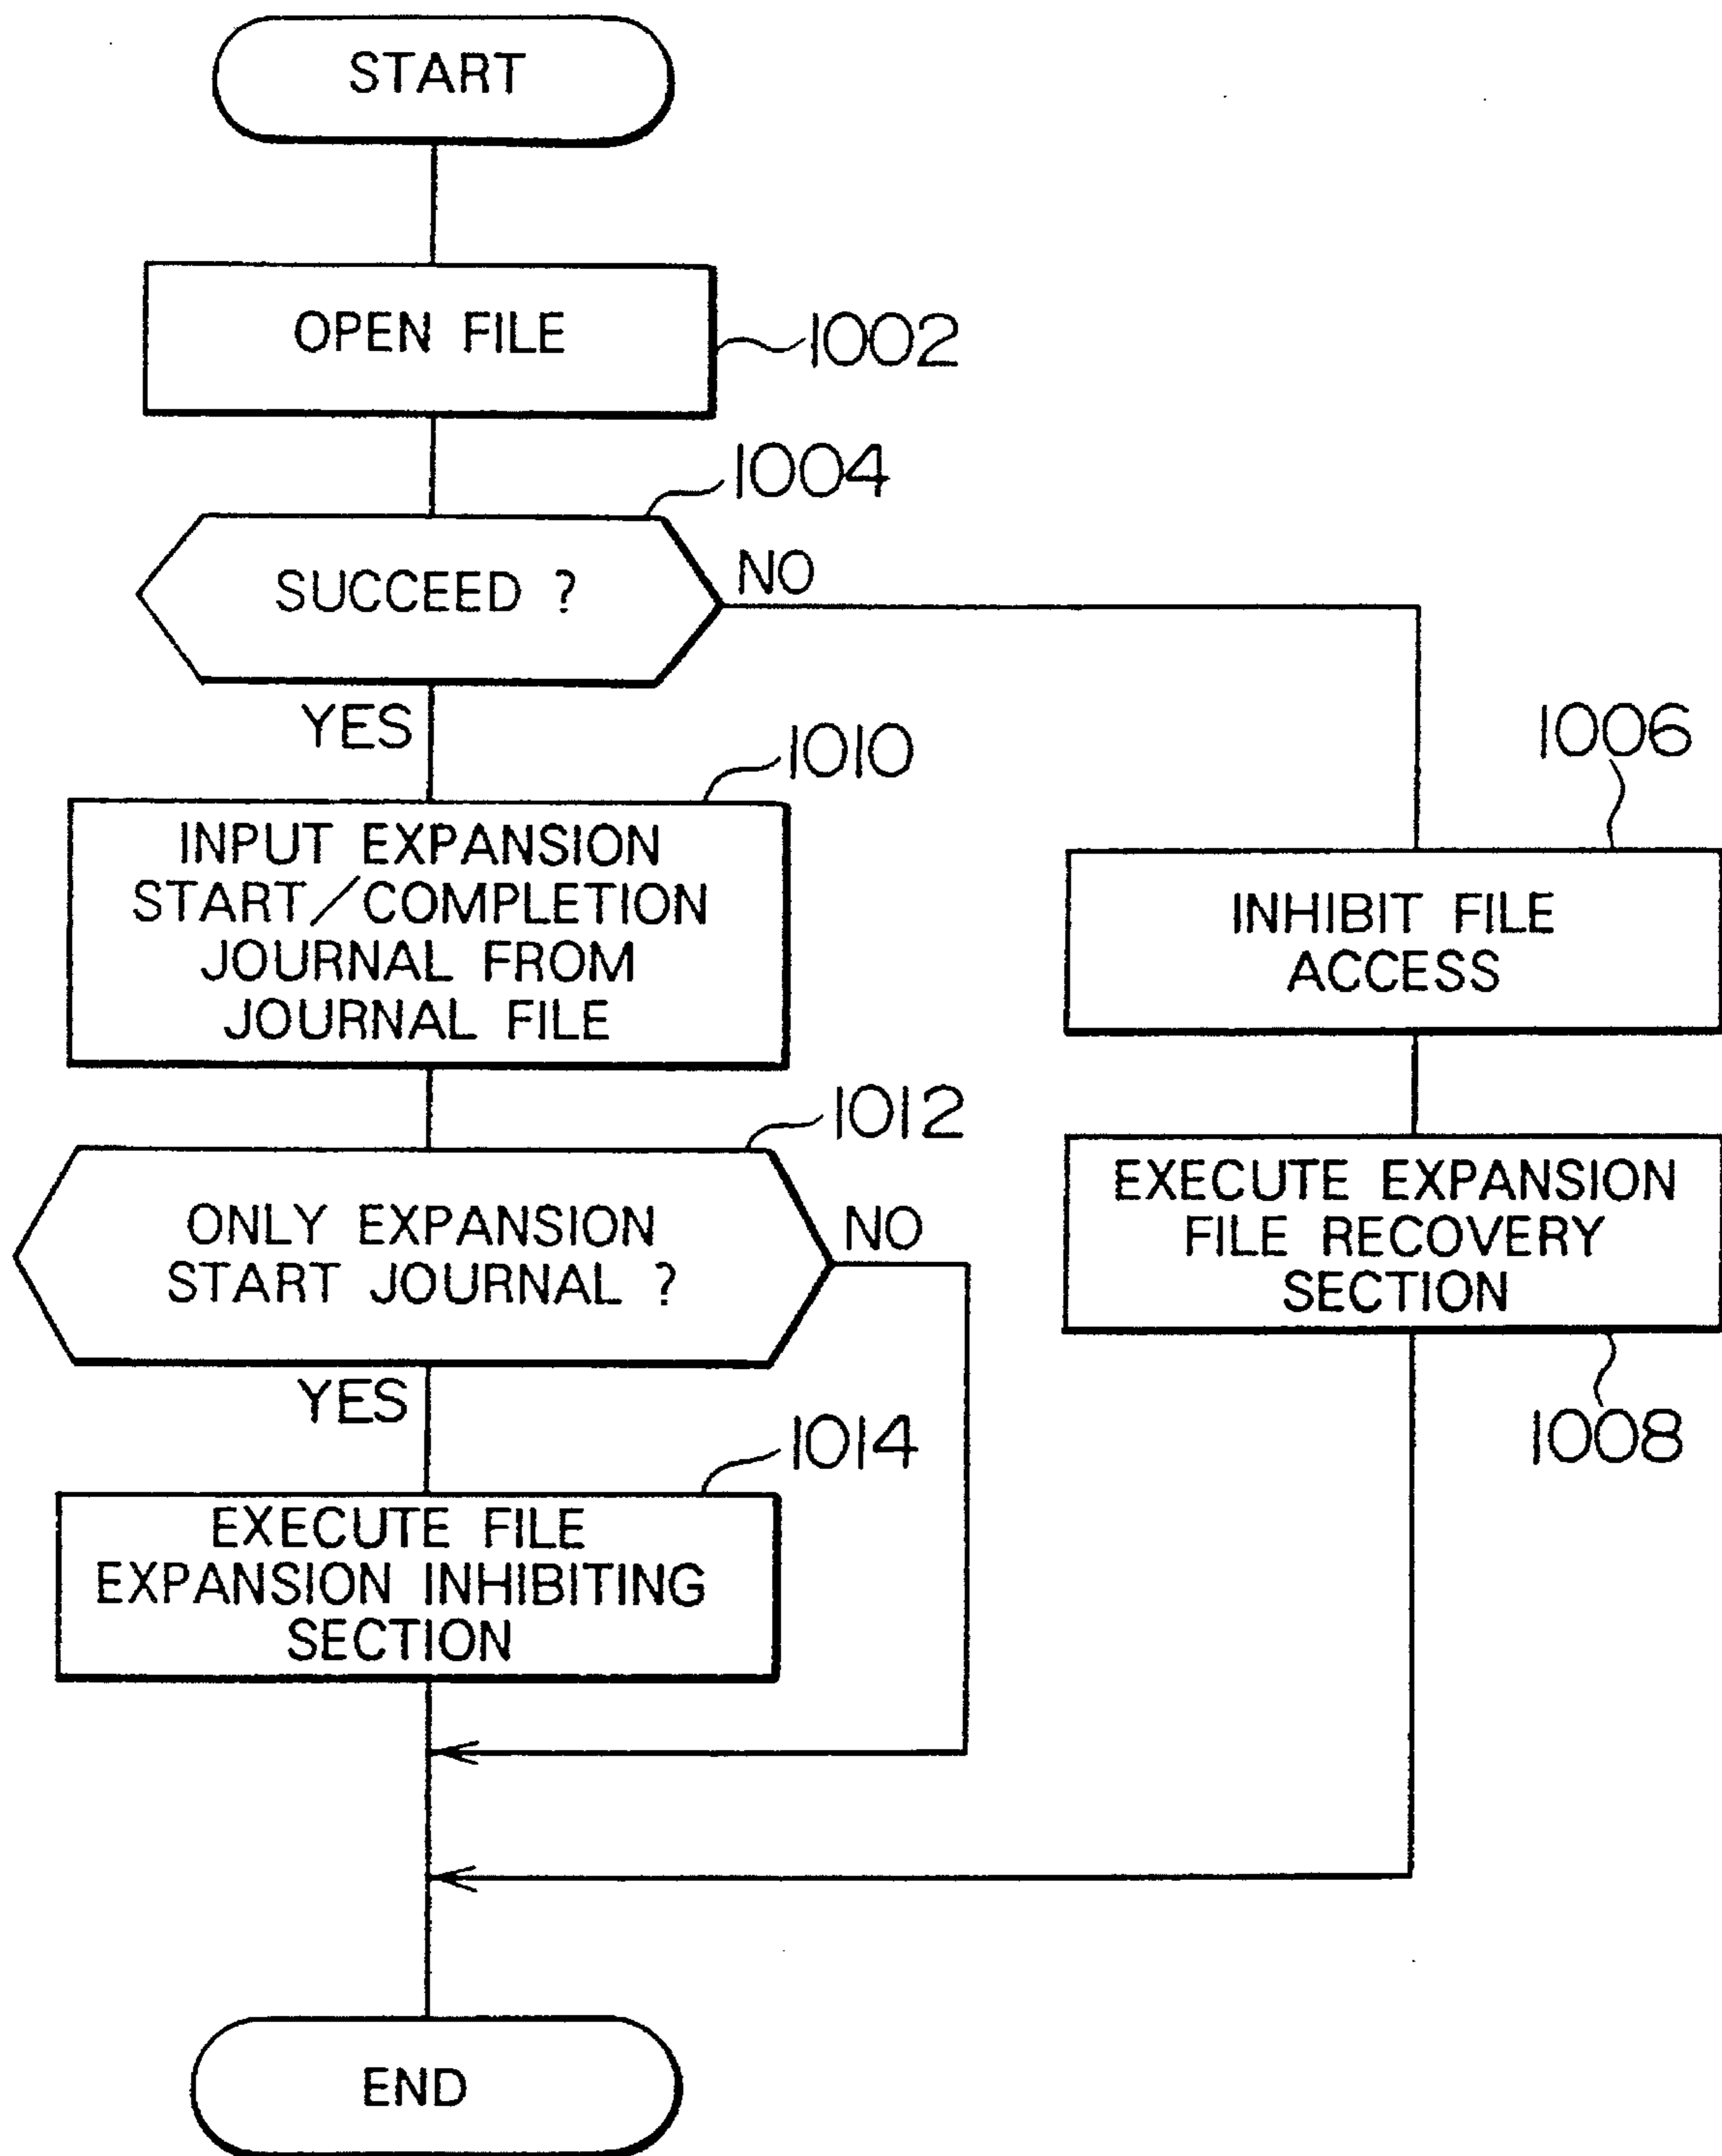 START
OPEN FILE
1002
1004
SUCCEED ?
NO
YES
1010
INPUT EXPANSION
START/COMPLETION
JOURNAL FROM
JOURNAL FILE
1006
INHIBIT FILE
ACCESS
1012
ONLY EXPANSION
START JOURNAL ?
NO
YES
EXECUTE EXPANSION
FILE RECOVERY
SECTION
1008
1014
EXECUTE FILE
EXPANSION INHIBITING
SECTION
END